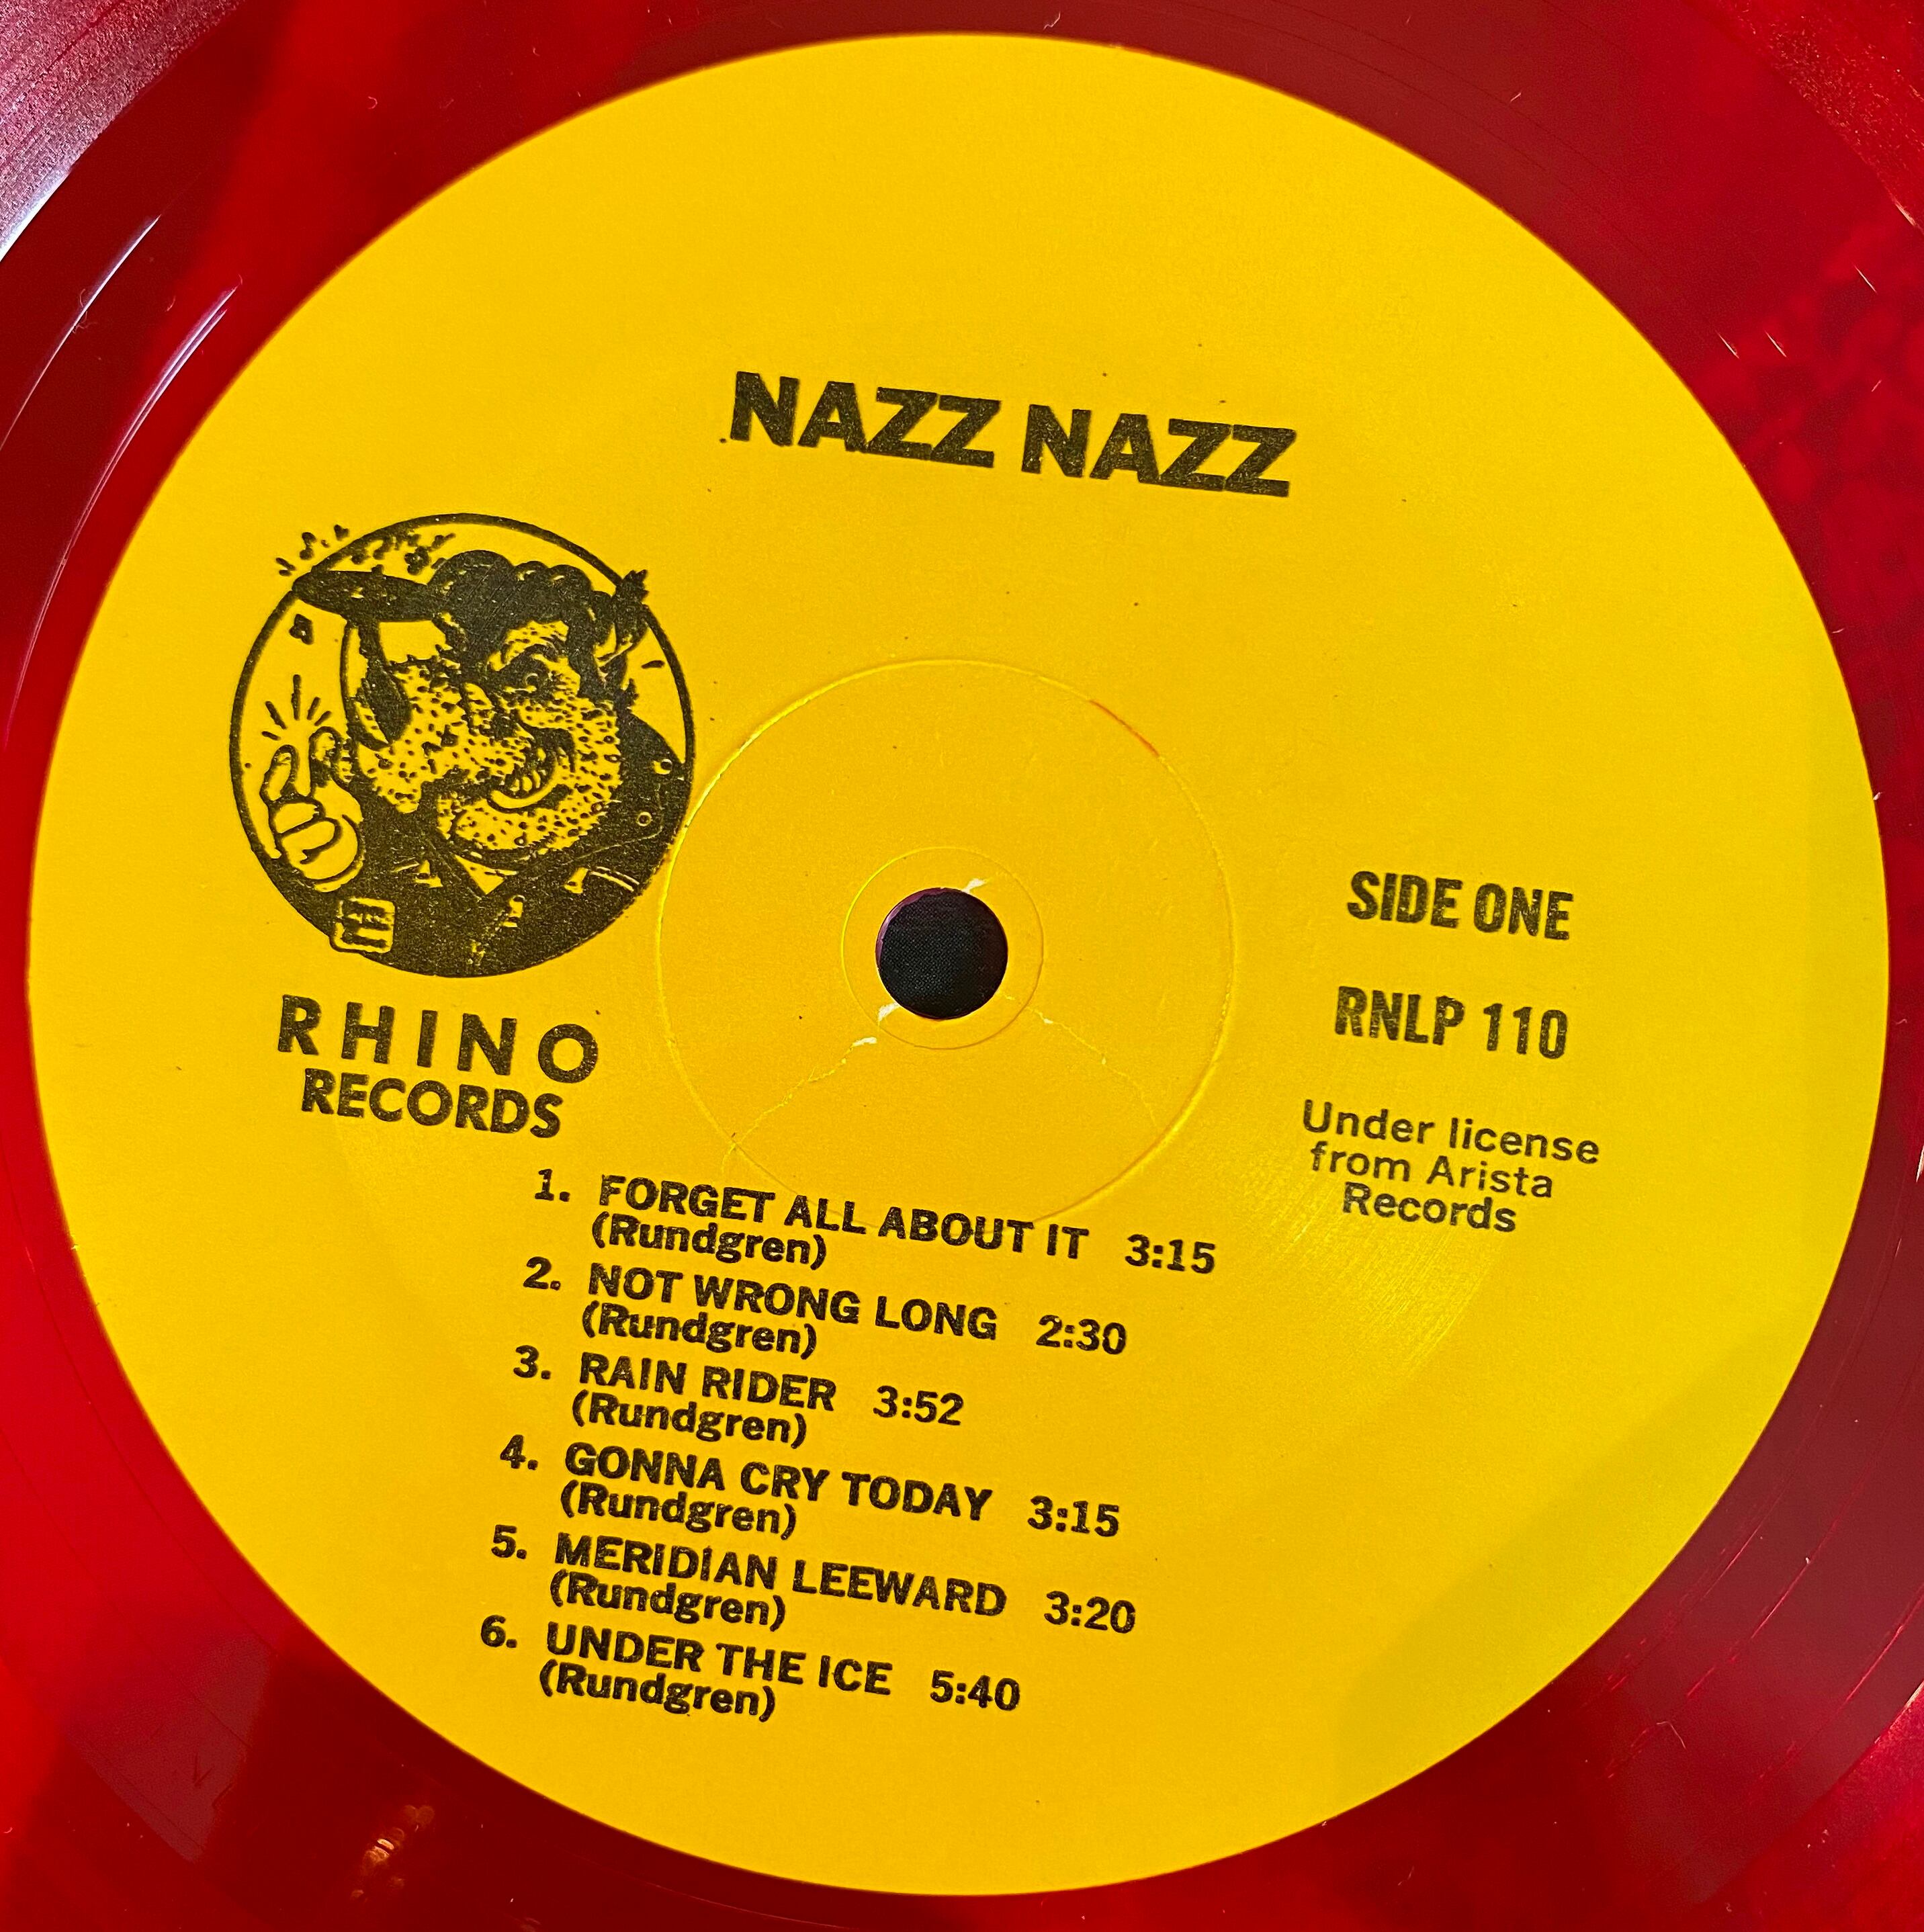 NAZZ NAZZ
RHINO
RECORDS
SIDE ONE
RNLP 110
Under license
from Arista
Records
1. FORGET ALL ABOUT IT 3:15
(Rundgren)
2. NOT WRONG LONG 2:30
(Rundgren)
3. RAIN RIDER 3:52
(Rundgren)
4. GONNA CRY TODAY 3:15
(Rundgren)
5. MERIDIAN LEEWARD 3:20
(Rundgren)
6. UNDER THE ICE 5:40
(Rundgren)